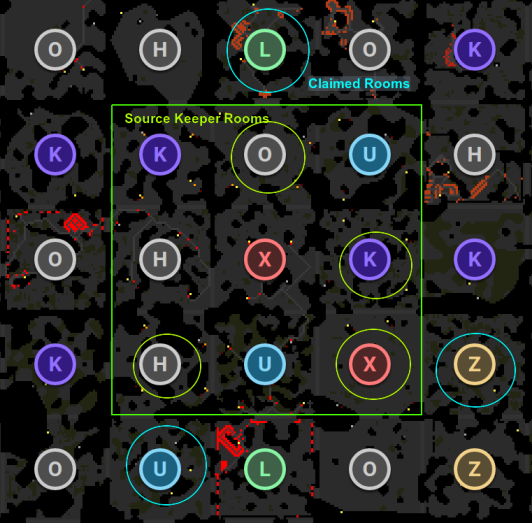 O H L O K
Claimed Rooms
Source Keeper Rooms
K K O U H
O H X K K
K H U X Z
O U L O Z